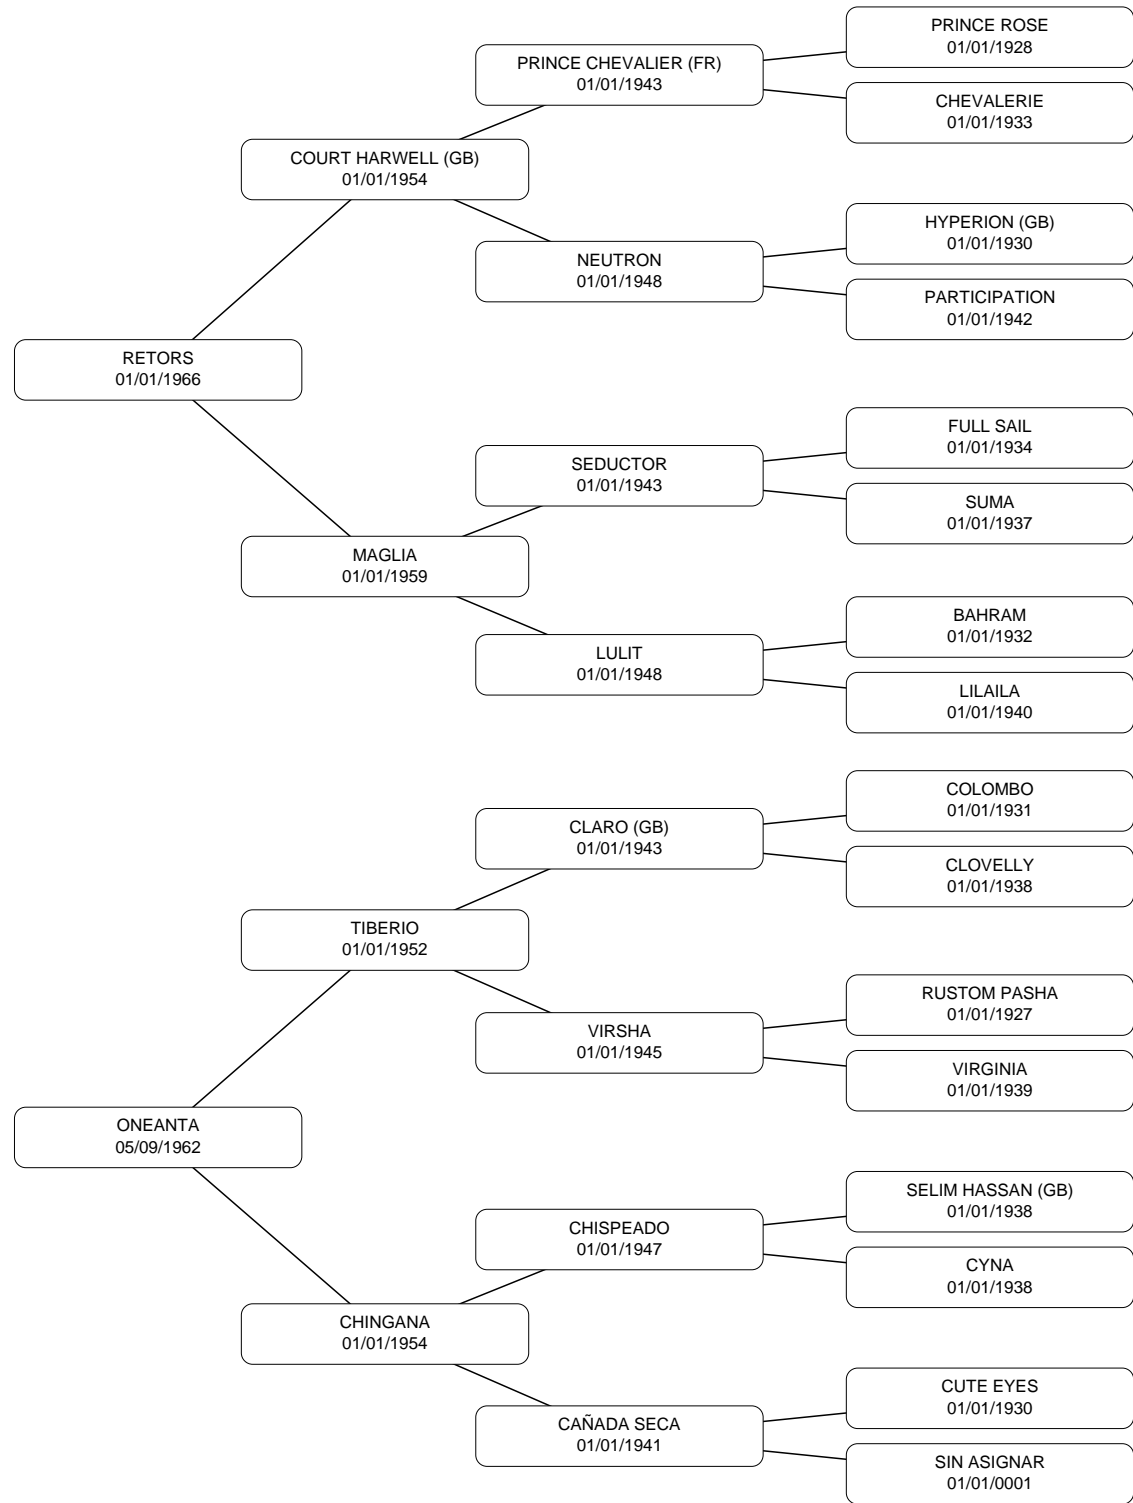 PRINCE ROSE
01/01/1928
PRINCE CHEVALIER (FR)
01/01/1943
CHEVALERIE
01/01/1933
COURT HARWELL (GB)
01/01/1954
HYPERION (GB)
01/01/1930
NEUTRON
01/01/1948
PARTICIPATION
01/01/1942
RETORS
01/01/1966
FULL SAIL
01/01/1934
SEDUCTOR
01/01/1943
SUMA
01/01/1937
MAGLIA
01/01/1959
BAHRAM
01/01/1932
LULIT
01/01/1948
LILAILA
01/01/1940
COLOMBO
01/01/1931
CLARO (GB)
01/01/1943
CLOVELLY
01/01/1938
TIBERIO
01/01/1952
RUSTOM PASHA
01/01/1927
VIRSHA
01/01/1945
VIRGINIA
01/01/1939
ONEANTA
05/09/1962
SELIM HASSAN (GB)
01/01/1938
CHISPEADO
01/01/1947
CYNA
01/01/1938
CHINGANA
01/01/1954
CUTE EYES
01/01/1930
CAÑADA SECA
01/01/1941
SIN ASIGNAR
01/01/0001